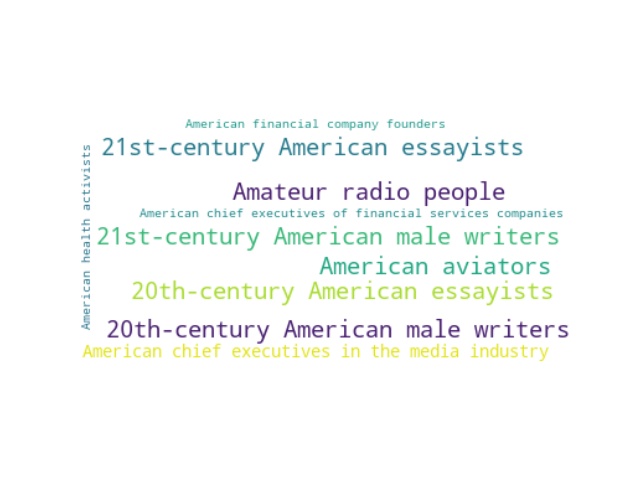 American financial company founders
21st-century American essayists
American health activists
Amateur radio people
American chief executives of financial services companies
21st-century American male writers
American aviators
20th-century American essayists
20th-century American male writers
American chief executives in the media industry